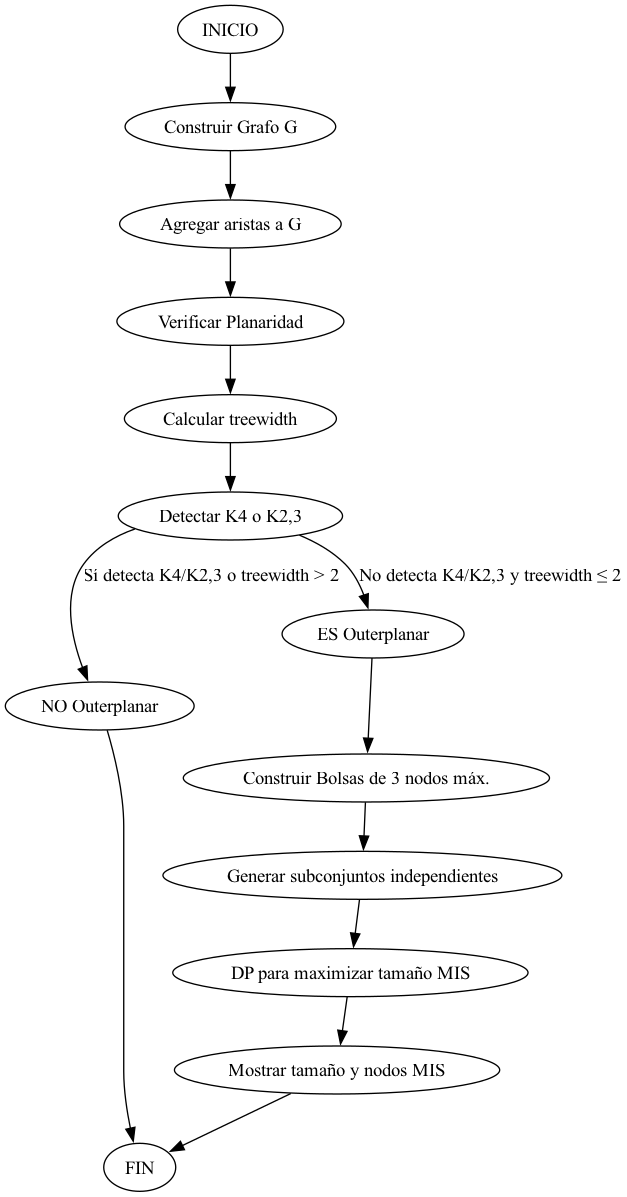 INICIO
Construir Grafo G
Agregar aristas a G
Verificar Planaridad
Calcular treewidth
Detectar K4 o K2,3
Sí detecta K4/K2,3 o treewidth > 2
No detecta K4/K2,3 y treewidth ≤ 2
ES Outerplanar
NO Outerplanar
Construir Bolsas de 3 nodos máx.
Generar subconjuntos independientes
DP para maximizar tamaño MIS
Mostrar tamaño y nodos MIS
FIN